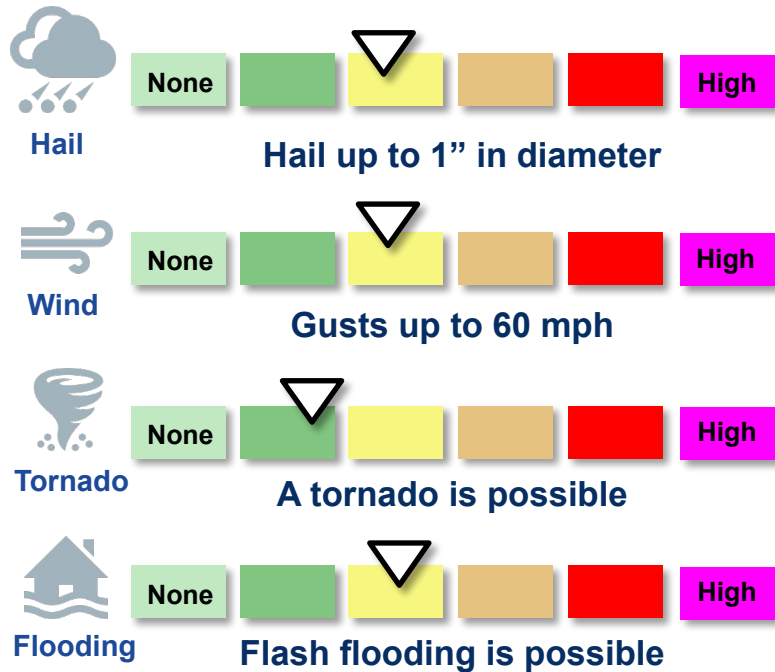 None High
Hail
Hail up to 1” in diameter
None High
Wind
Gusts up to 60 mph
None High
Tornado
A tornado is possible
None High
Flooding
Flash flooding is possible